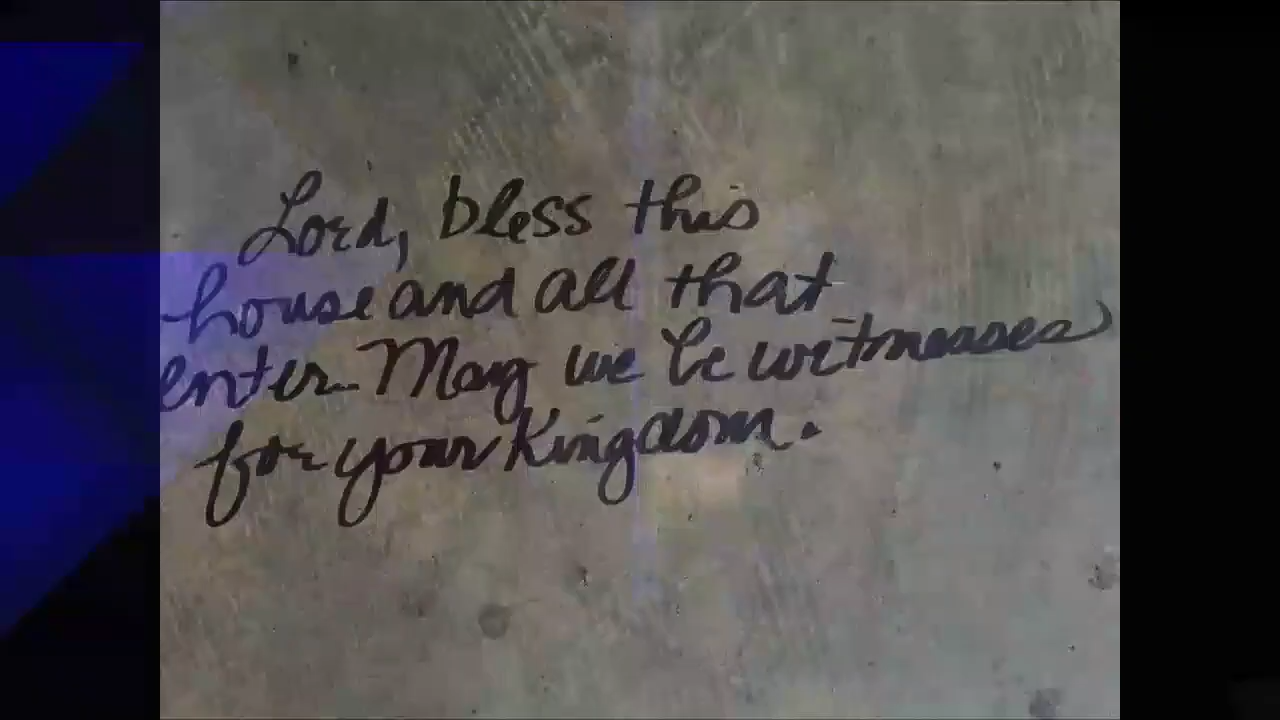 Lord, bless this
house and all that
enter. May we be witnesses
for your Kingdom.